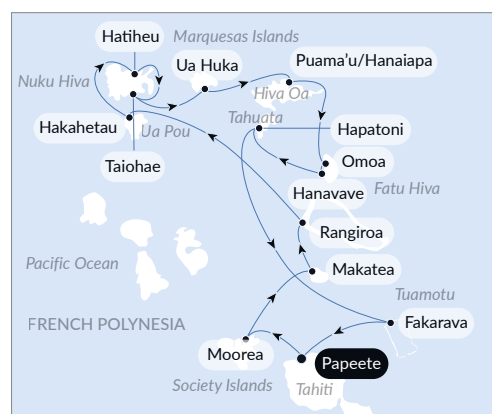 Hatiheu
Marquesas Islands
Ua Huka
Puama'u/Hanaiapa
Nuku Hiva
Hiva Oa
Tahuata
Hakahetau
Ua Pou
Hapatoni
Taiohae
Omoa
Hanavave
Fatu Hiva
Rangiroa
Pacific Ocean
Makatea
Tuamotu
FRENCH POLYNESIA
Fakarava
Moorea
Papeete
Society Islands
Tahiti